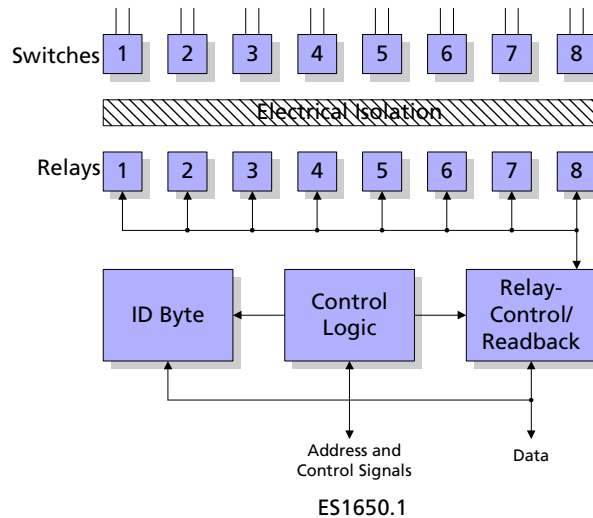 Switches 1 2 3 4 5 6 7 8
Electrical Isolation
Relays 1 2 3 4 5 6 7 8
ID Byte
Control
Logic
Relay-
Control/
Readback
Address and
Control Signals
Data
ES1650.1